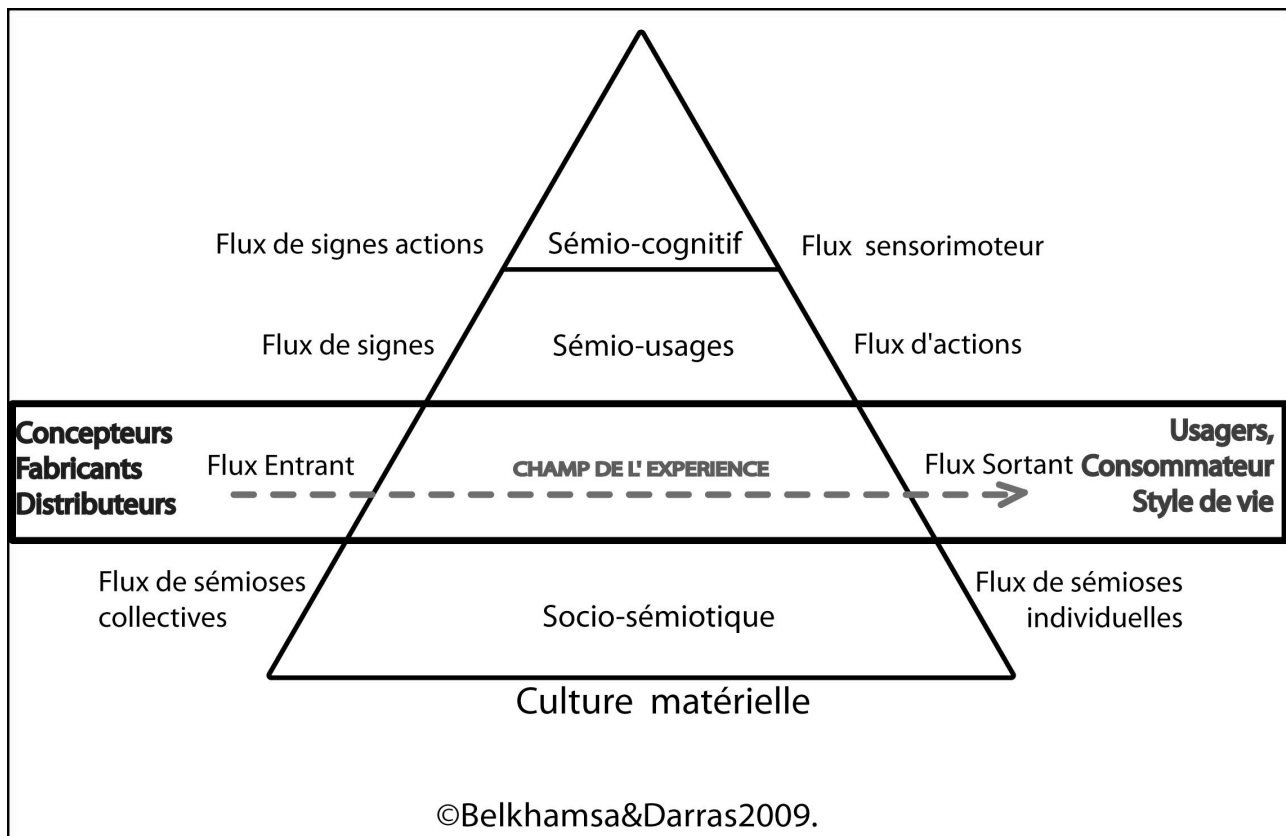 Flux de signes actions
Sémio-cognitif
Flux sensorimoteur
Flux de signes
Sémio-usages
Flux d'actions
Concepteurs
Fabricants
Distributeurs
Flux Entrant
CHAMP DE L' EXPERIENCE
Flux Sortant
Usagers,
Consommateur
Style de vie
Flux de sémioses
collectives
Socio-sémiotique
Flux de sémioses
individuelles
Culture matérielle
©Belkhamsa&Darras2009.